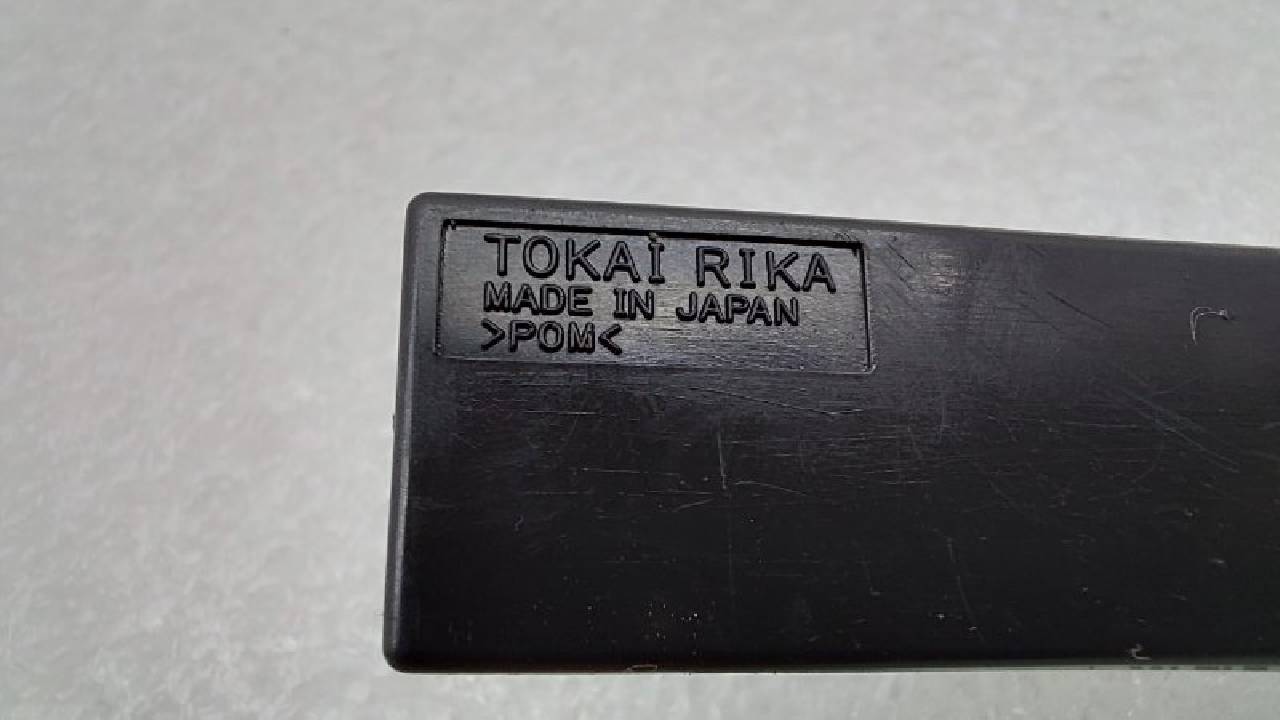 TOKAI RIKA
MADE IN JAPAN
>POM<